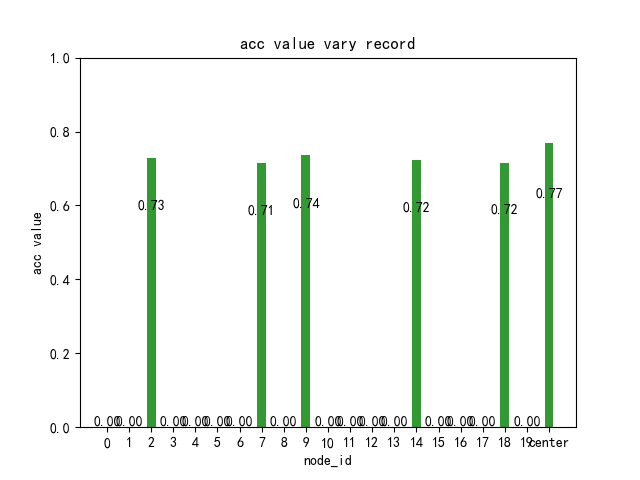 acc value vary record
1.0
0.8
0.6
0.4
0.2
0.0
acc value
0.00 0.00 0.73 0.00 0.00 0.00 0.00 0.71 0.00 0.74 0.00 0.00 0.00 0.00 0.72 0.00 0.00 0.00 0.72 0.00 0.77
0 1 2 3 4 5 6 7 8 9 10 11 12 13 14 15 16 17 18 19 center
node_id